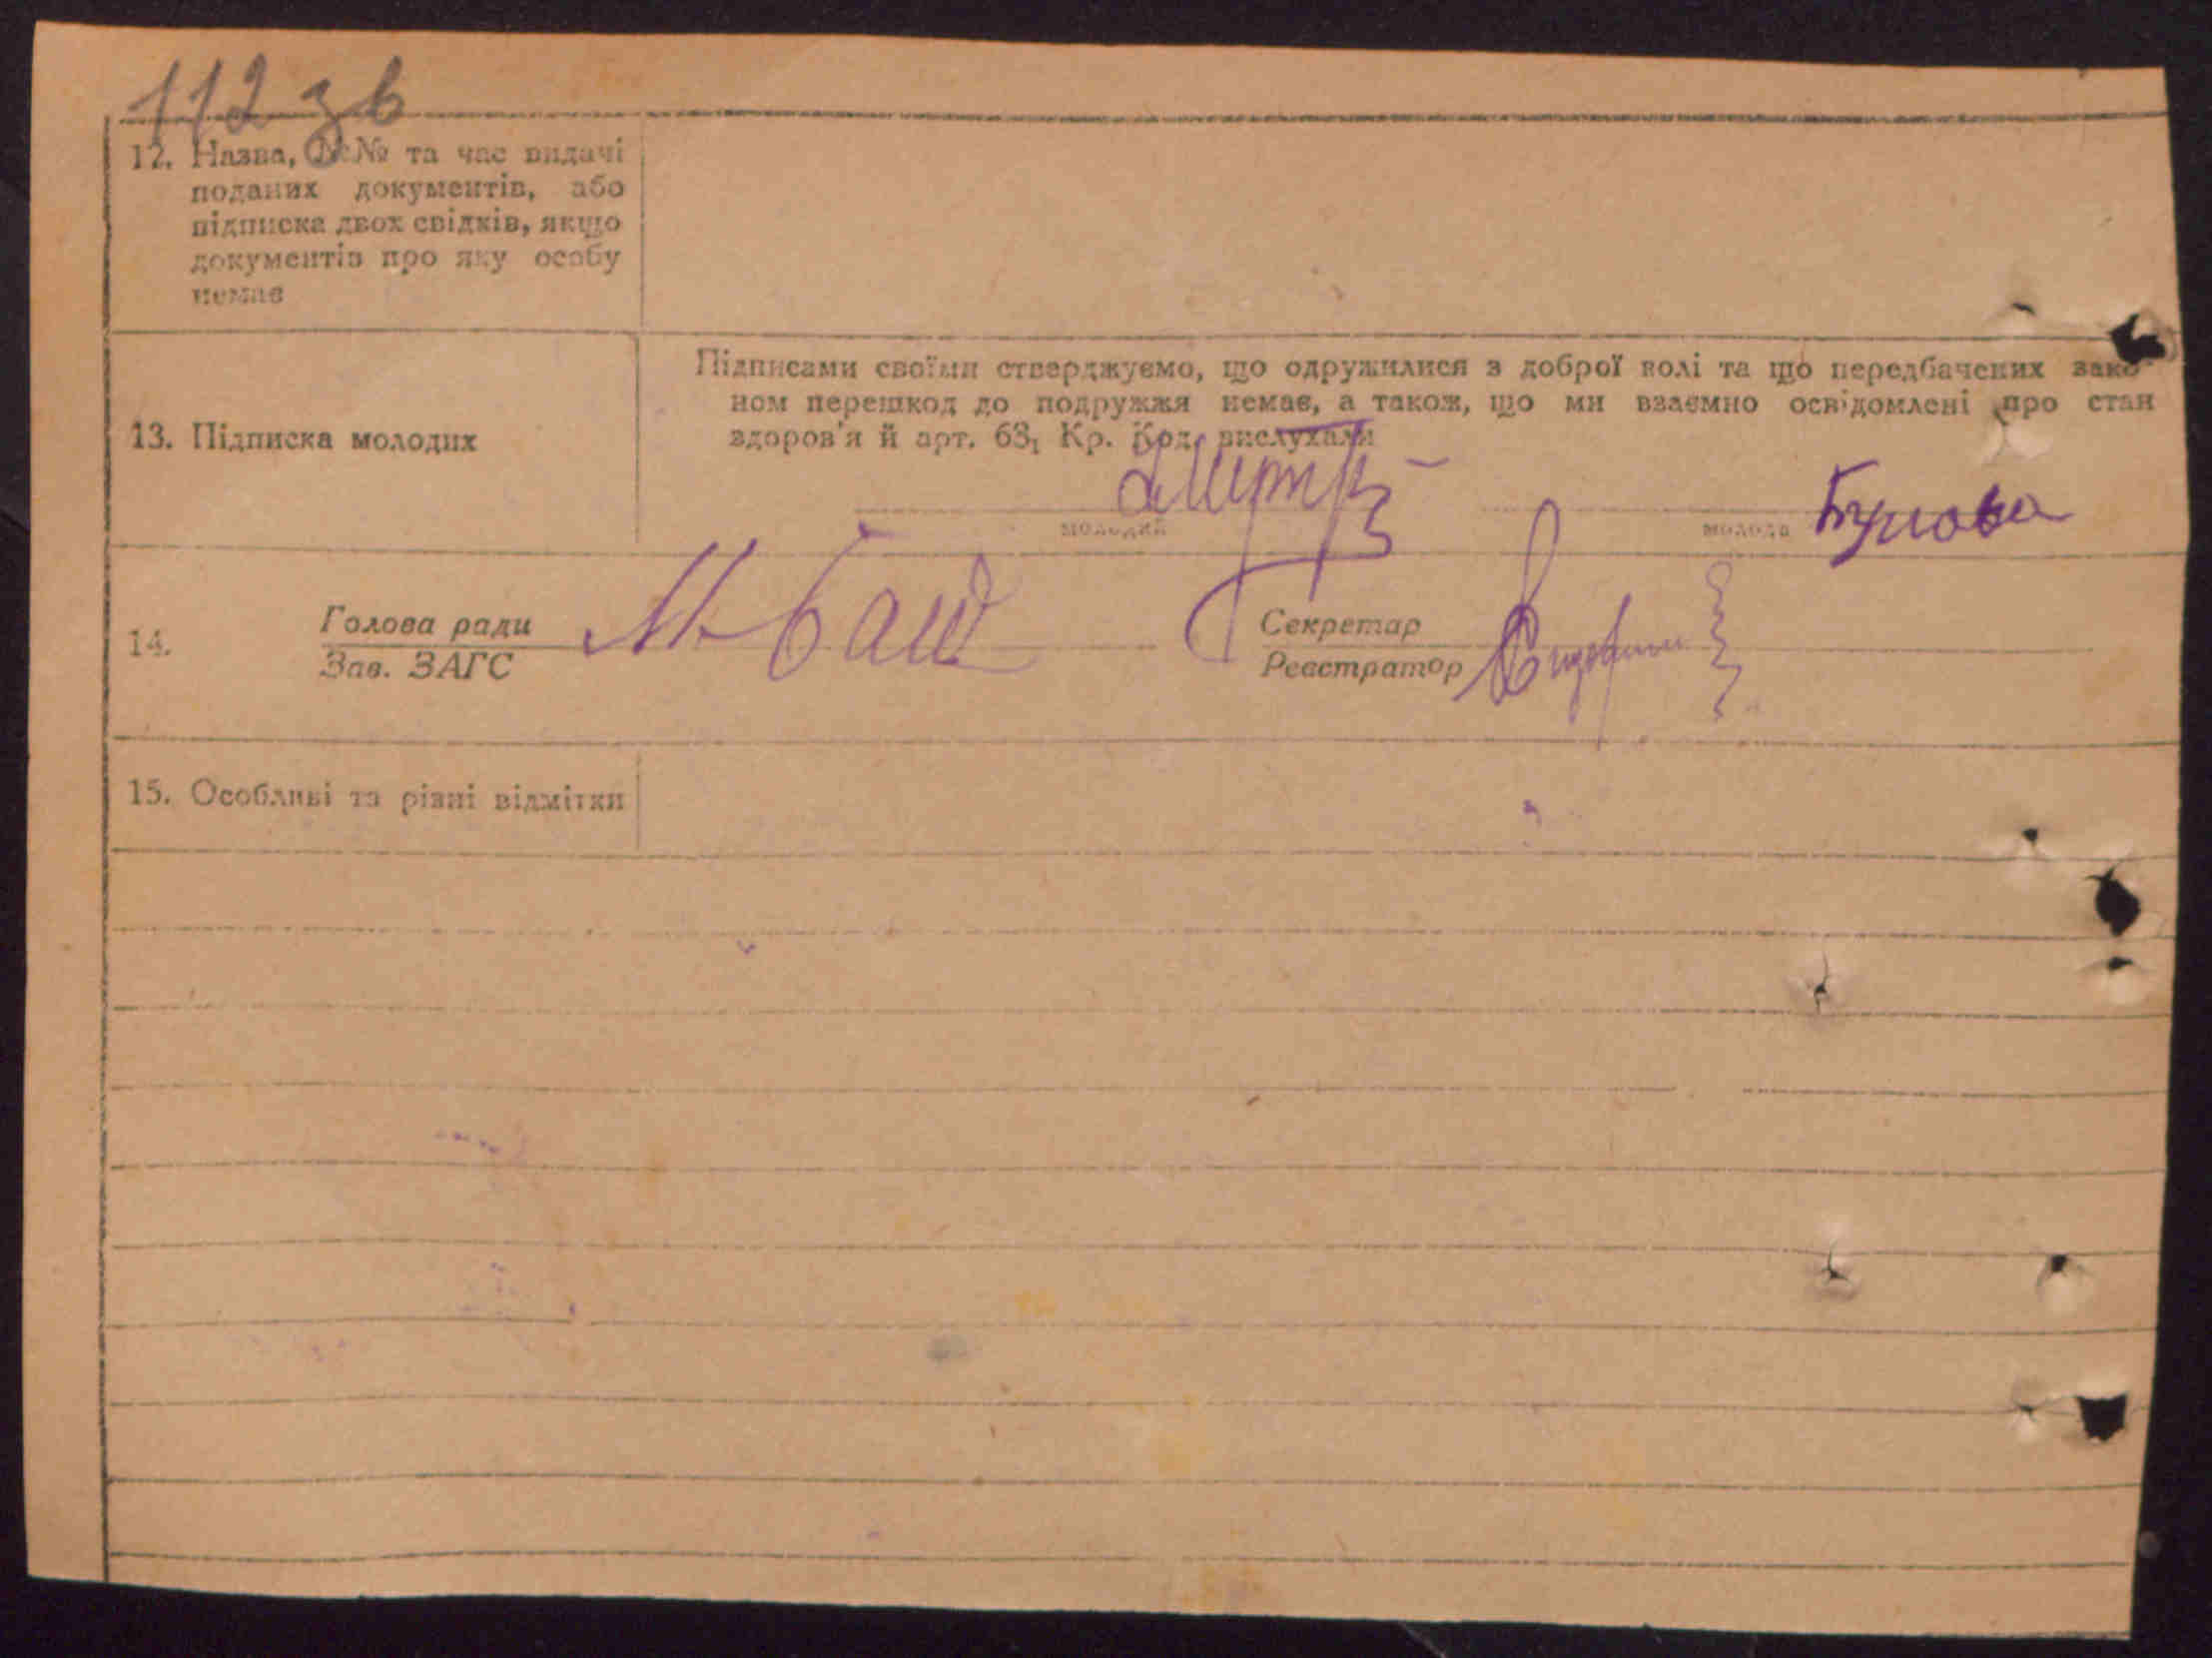 112 зв
12. Назва, №№ та час видачі
поданих документів, або
підписка двох свідків, якщо
документів про яку особу
немає
13. Підписка молодих
Підписами своїми стверджуємо, що одружилися з доброї волі та що передбачених зако-
ном перешкод до подружжя немає, а також, що ми взаємно освідомлені про стан
здоров'я й арт. 63₁ Кр. Код. вислухали
молодий
молода
14.
Голова ради
Зав. ЗАГС
Секретар
Реєстратор
15. Особливі та різні відмітки